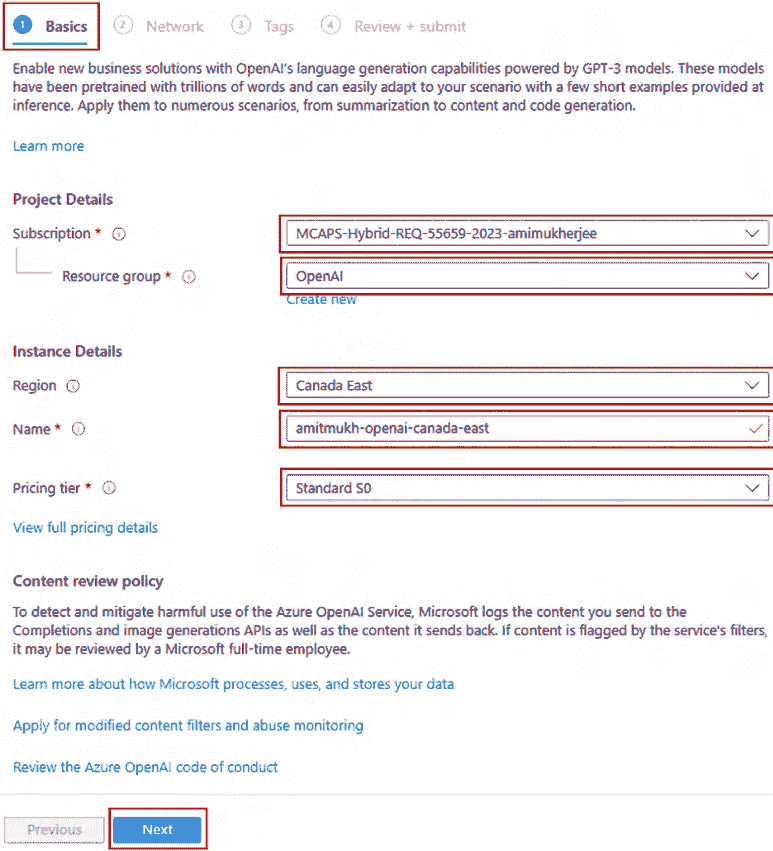 1 Basics 2 Network 3 Tags 4 Review + submit
Enable new business solutions with OpenAI's language generation capabilities powered by GPT-3 models. These models
have been pretrained with trillions of words and can easily adapt to your scenario with a few short examples provided at
inference. Apply them to numerous scenarios, from summarization to content and code generation.
Learn more
Project Details
Subscription * MCAPS-Hybrid-REQ-55659-2023-amimukherjee
Resource group * OpenAI
Create new
Instance Details
Region Canada East
Name * amitmukh-openai-canada-east
Pricing tier * Standard S0
View full pricing details
Content review policy
To detect and mitigate harmful use of the Azure OpenAI Service, Microsoft logs the content you send to the
Completions and image generations APIs as well as the content it sends back. If content is flagged by the service's filters,
it may be reviewed by a Microsoft full-time employee.
Learn more about how Microsoft processes, uses, and stores your data
Apply for modified content filters and abuse monitoring
Review the Azure OpenAI code of conduct
Previous Next